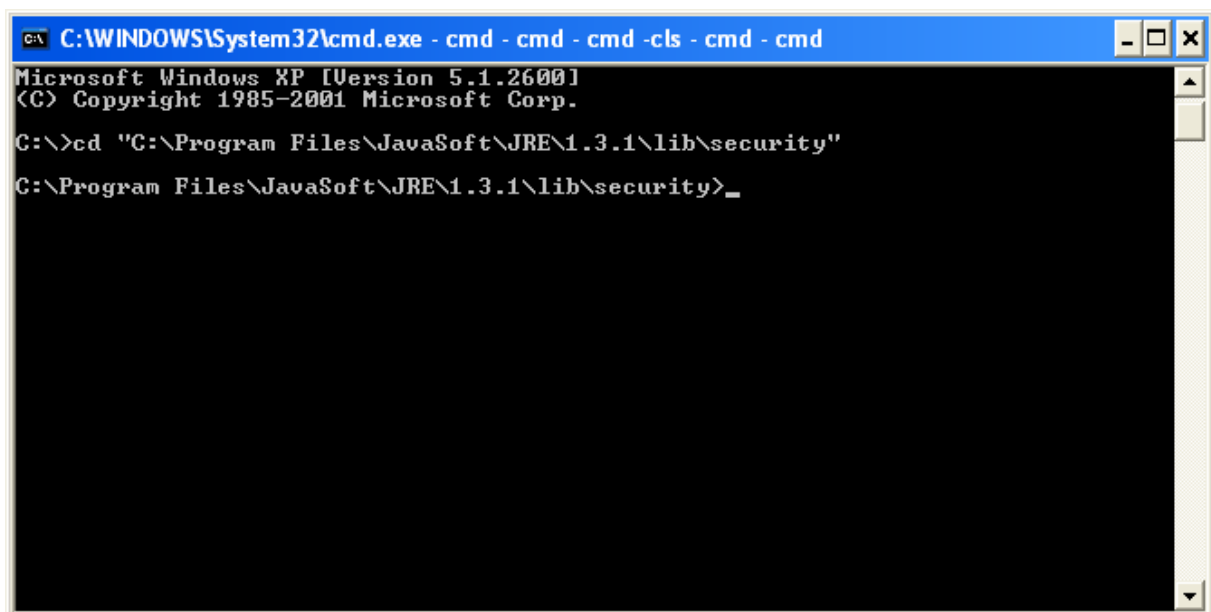 C:\WINDOWS\System32\cmd.exe - cmd - cmd - cmd -cls - cmd - cmd
Microsoft Windows XP [Version 5.1.2600]
(C) Copyright 1985-2001 Microsoft Corp.
C:\>cd "C:\Program Files\JavaSoft\JRE\1.3.1\lib\security"
C:\Program Files\JavaSoft\JRE\1.3.1\lib\security>_